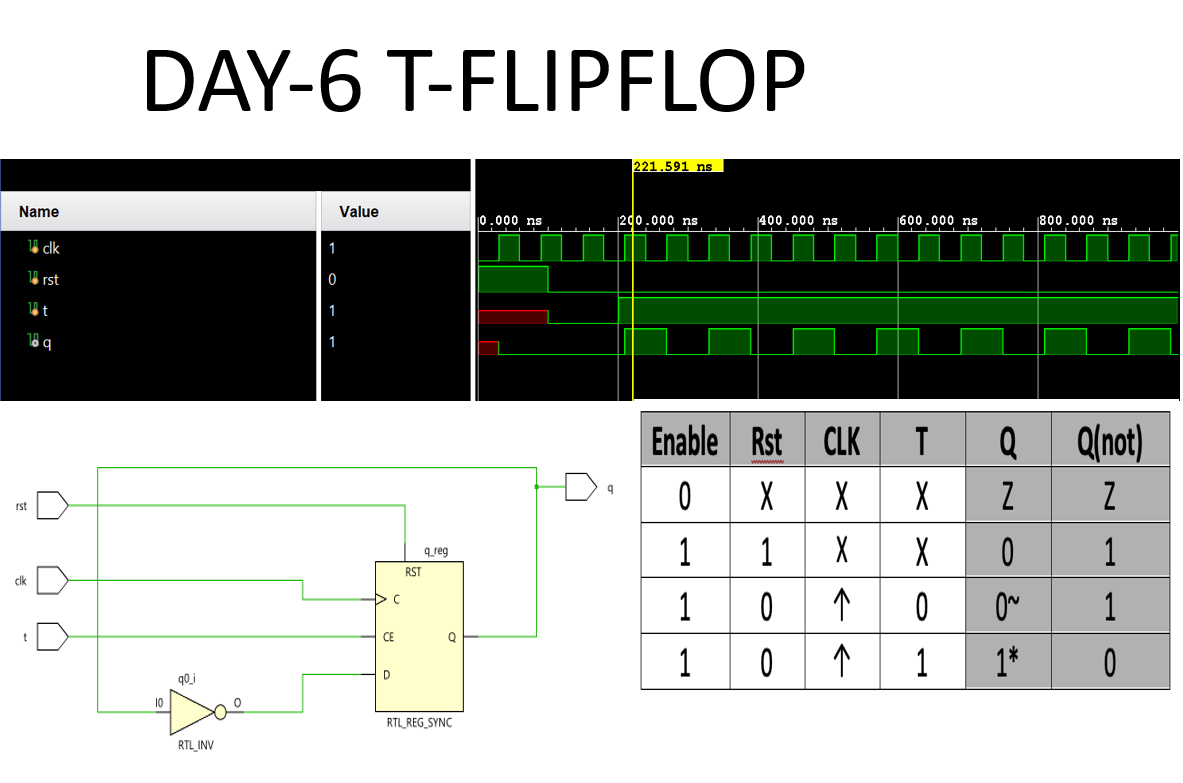 DAY-6 T-FLIPFLOP
221.591 ns
Name Value
0.000 ns 200.000 ns 400.000 ns 600.000 ns 800.000 ns
clk 1
rst 0
t 1
q 1
Enable Rst CLK T Q Q(not)
0 X X X Z Z
1 1 X X 0 1
1 0 ↑ 0 0~ 1
1 0 ↑ 1 1* 0
q
rst
q_reg
RST
clk
C
t
CE Q
D
q0_i
I0 O
RTL_REG_SYNC
RTL_INV